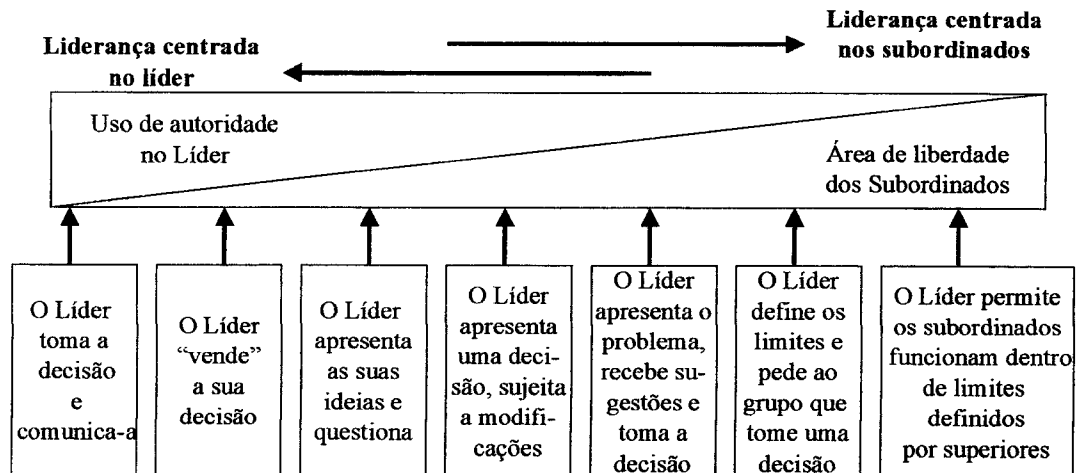 Liderança centrada
no líder
Liderança centrada
nos subordinados
Uso de autoridade
no Líder
Área de liberdade
dos Subordinados
O Líder
toma a
decisão
e
comunica-a
O Líder
“vende”
a sua
decisão
O Líder
apresenta
as suas
ideias e
questiona
O Líder
apresenta
uma deci-
são, sujeita
a modifi-
cações
O Líder
apresenta o
problema,
recebe su-
gestões e
toma a
decisão
O Líder
define os
limites e
pede ao
grupo que
tome uma
decisão
O Líder permite
os subordinados
funcionam dentro
de limites
definidos
por superiores